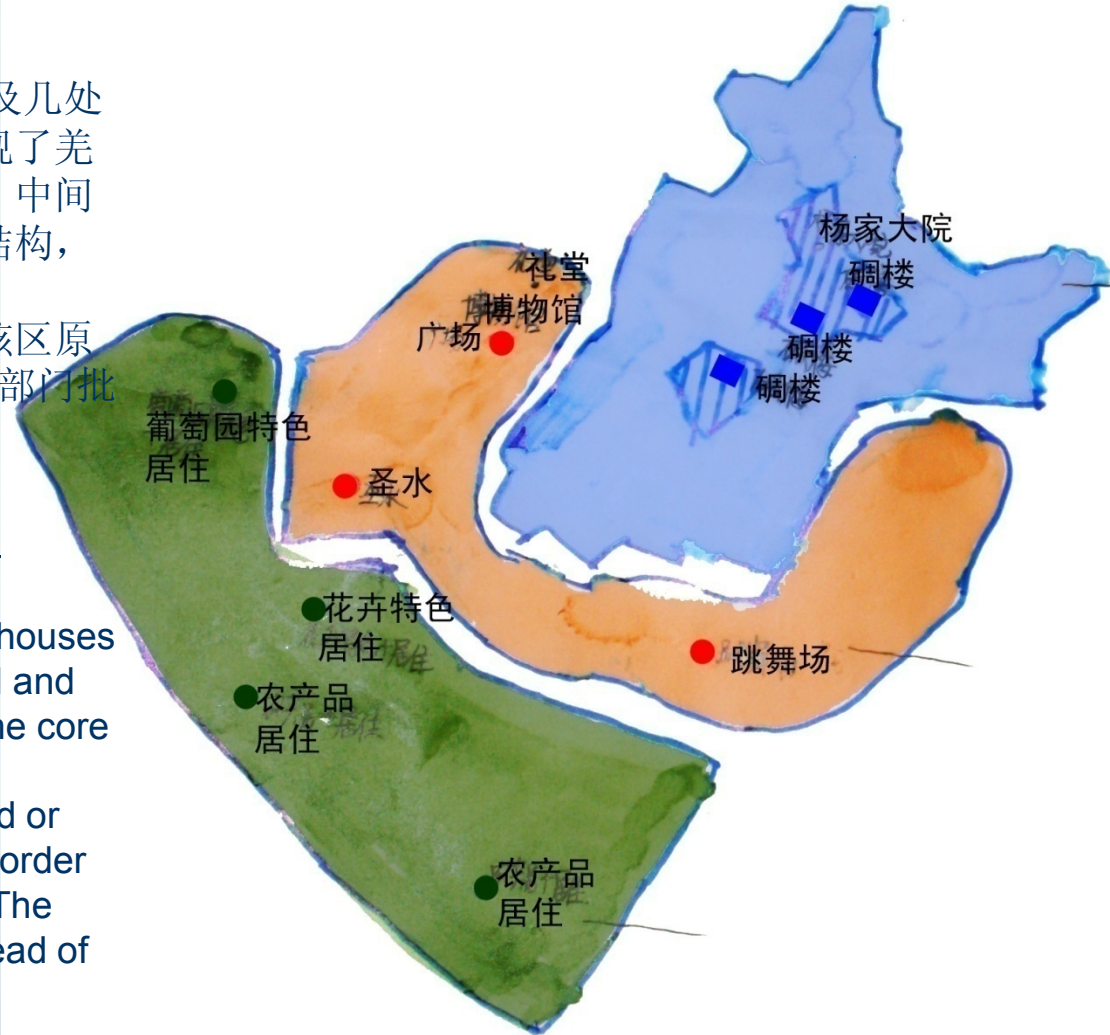 及几处
现了羌
中间
结构，
该区原
部门批
houses
and
ne core
d or
order
The
ead of
杨家大院
碉楼
碉楼
碉楼
礼堂
博物馆
广场
葡萄园特色
居住
圣水
花卉特色
居住
农产品
居住
跳舞场
农产品
居住